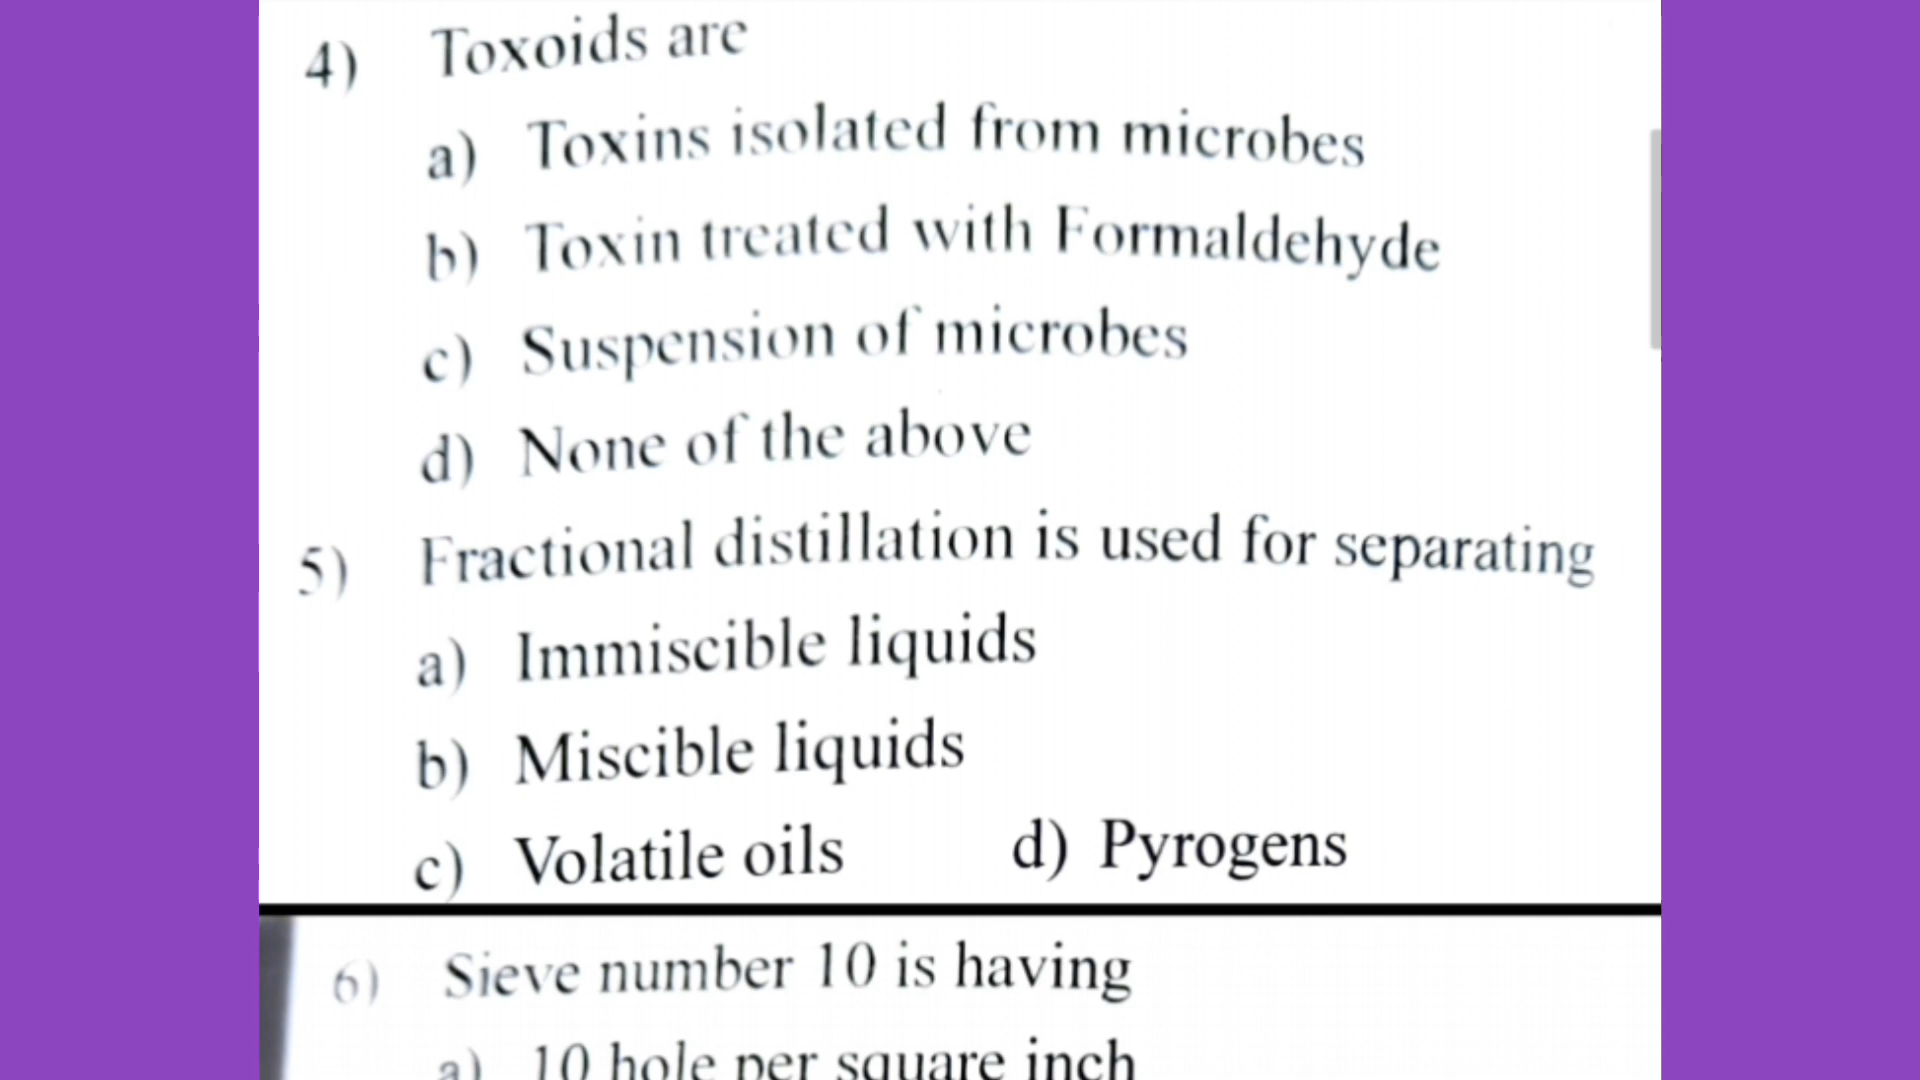 4) Toxoids are
a) Toxins isolated from microbes
b) Toxin treated with Formaldehyde
c) Suspension of microbes
d) None of the above
5) Fractional distillation is used for separating
a) Immiscible liquids
b) Miscible liquids
c) Volatile oils d) Pyrogens
6) Sieve number 10 is having
a) 10 hole per square inch